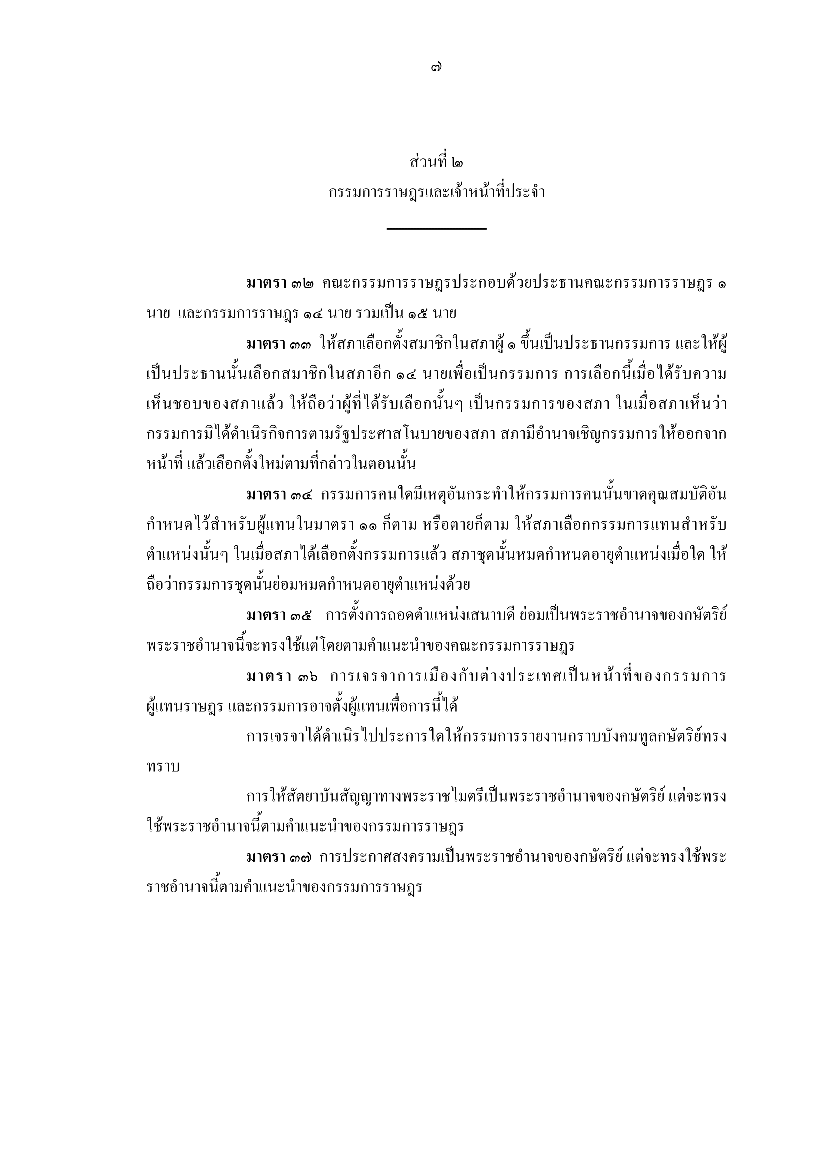 ๗
ส่วนที่ ๒
กรรมการราษฎรและเจ้าหน้าที่ประจำ
มาตรา ๓๒ คณะกรรมการราษฎรประกอบด้วยประธานคณะกรรมการราษฎร ๑
นาย และกรรมการราษฎร ๑๔ นาย รวมเป็น ๑๕ นาย
มาตรา ๓๓ ให้สภาเลือกตั้งสมาชิกในสภาผู้ ๑ ขึ้นเป็นประธานกรรมการ และให้ผู้
เป็นประธานนั้นเลือกสมาชิกในสภาอีก ๑๔ นายเพื่อเป็นกรรมการ การเลือกนี้เมื่อได้รับความ
เห็นชอบของสภาแล้ว ให้ถือว่าผู้ที่ได้รับเลือกนั้นๆ เป็นกรรมการของสภา ในเมื่อสภาเห็นว่า
กรรมการมิได้ดำเนิรกิจการตามรัฐประศาสโนบายของสภา สภามีอำนาจเชิญกรรมการให้ออกจาก
หน้าที่ แล้วเลือกตั้งใหม่ตามที่กล่าวในตอนนั้น
มาตรา ๓๔ กรรมการคนใดมีเหตุอันกระทำให้กรรมการคนนั้นขาดคุณสมบัติอัน
กำหนดไว้สำหรับผู้แทนในมาตรา ๑๑ ก็ตาม หรือตายก็ตาม ให้สภาเลือกกรรมการแทนสำหรับ
ตำแหน่งนั้นๆ ในเมื่อสภาได้เลือกตั้งกรรมการแล้ว สภาชุดนั้นหมดกำหนดอายุตำแหน่งเมื่อใด ให้
ถือว่ากรรมการชุดนั้นย่อมหมดกำหนดอายุตำแหน่งด้วย
มาตรา ๓๕ การตั้งการถอดตำแหน่งเสนาบดี ย่อมเป็นพระราชอำนาจของกษัตริย์
พระราชอำนาจนี้จะทรงใช้แต่โดยตามคำแนะนำของคณะกรรมการราษฎร
มาตรา ๓๖ การเจรจาการเมืองกับต่างประเทศเป็นหน้าที่ของกรรมการ
ผู้แทนราษฎร และกรรมการอาจตั้งผู้แทนเพื่อการนี้ได้
การเจรจาได้ดำเนิรไปประการใดให้กรรมการรายงานกราบบังคมทูลกษัตริย์ทรง
ทราบ
การให้สัตยาบันสัญญาทางพระราชไมตรีเป็นพระราชอำนาจของกษัตริย์ แต่จะทรง
ใช้พระราชอำนาจนี้ตามคำแนะนำของกรรมการราษฎร
มาตรา ๓๗ การประกาศสงครามเป็นพระราชอำนาจของกษัตริย์ แต่จะทรงใช้พระ
ราชอำนาจนี้ตามคำแนะนำของกรรมการราษฎร